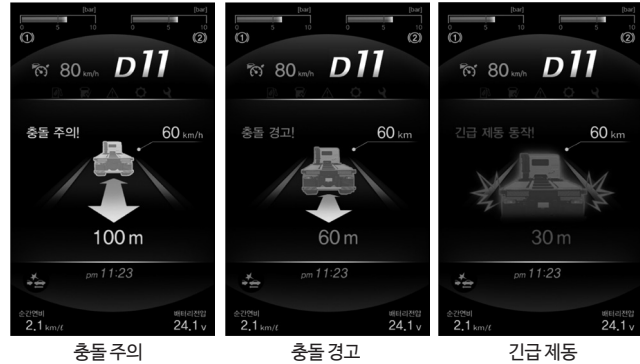 [bar] [bar]
0 5 10 0 5 10
(1) (2)
80 km/h D11
충돌 주의! 60 km/h
100 m
pm 11:23
순간연비 배터리전압
2.1 km/ℓ 24.1 v
충돌 주의
[bar] [bar]
0 5 10 0 5 10
(1) (2)
80 km/h D11
충돌 경고! 60 km
60 m
pm 11:23
순간연비 배터리전압
2.1 km/ℓ 24.1 v
충돌 경고
[bar] [bar]
0 5 10 0 5 10
(1) (2)
80 km/h D11
긴급 제동 동작! 60 km
30 m
pm 11:23
순간연비 배터리전압
2.1 km/ℓ 24.1 v
긴급 제동